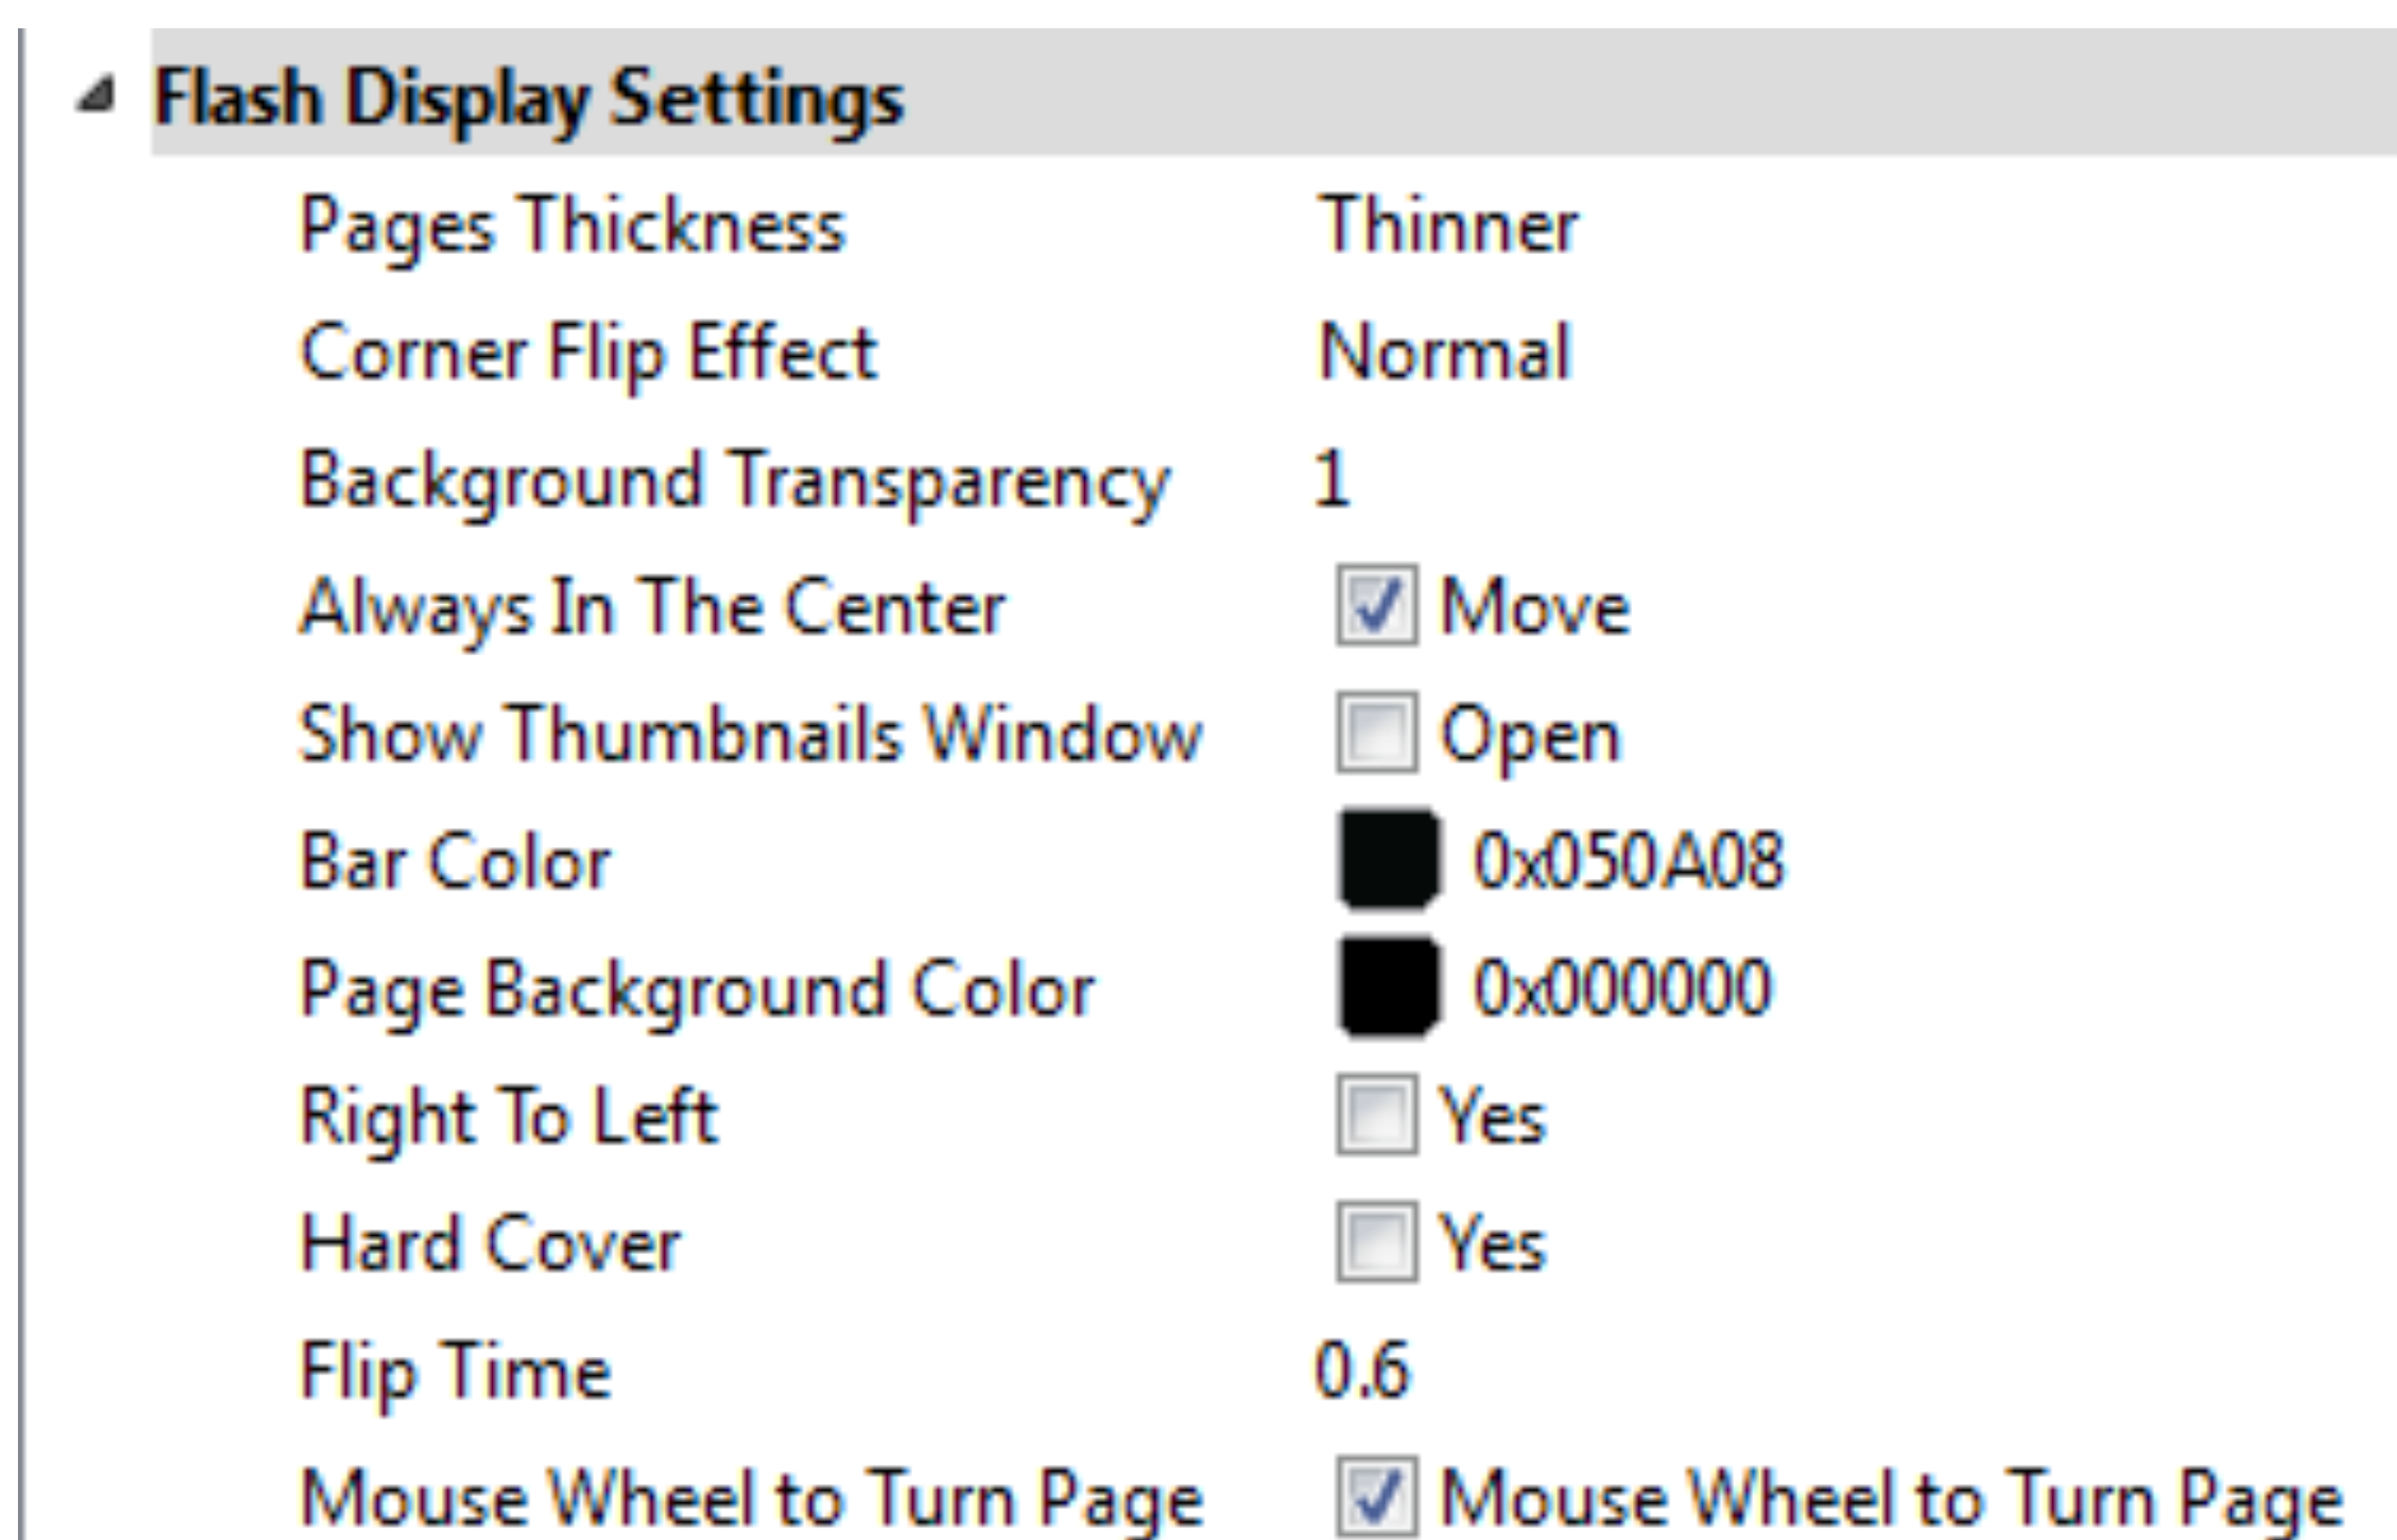 Flash Display Settings
Pages Thickness Thinner
Corner Flip Effect Normal
Background Transparency 1
Always In The Center Move
Show Thumbnails Window Open
Bar Color 0x050A08
Page Background Color 0x000000
Right To Left Yes
Hard Cover Yes
Flip Time 0.6
Mouse Wheel to Turn Page Mouse Wheel to Turn Page